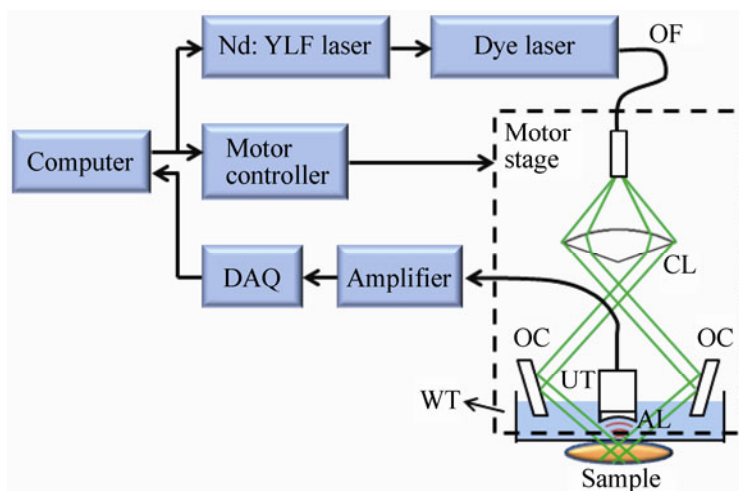 Nd: YLF laser
Dye laser
OF
Computer
Motor
controller
Motor
stage
CL
DAQ
Amplifier
OC
OC
UT
WT
AL
Sample